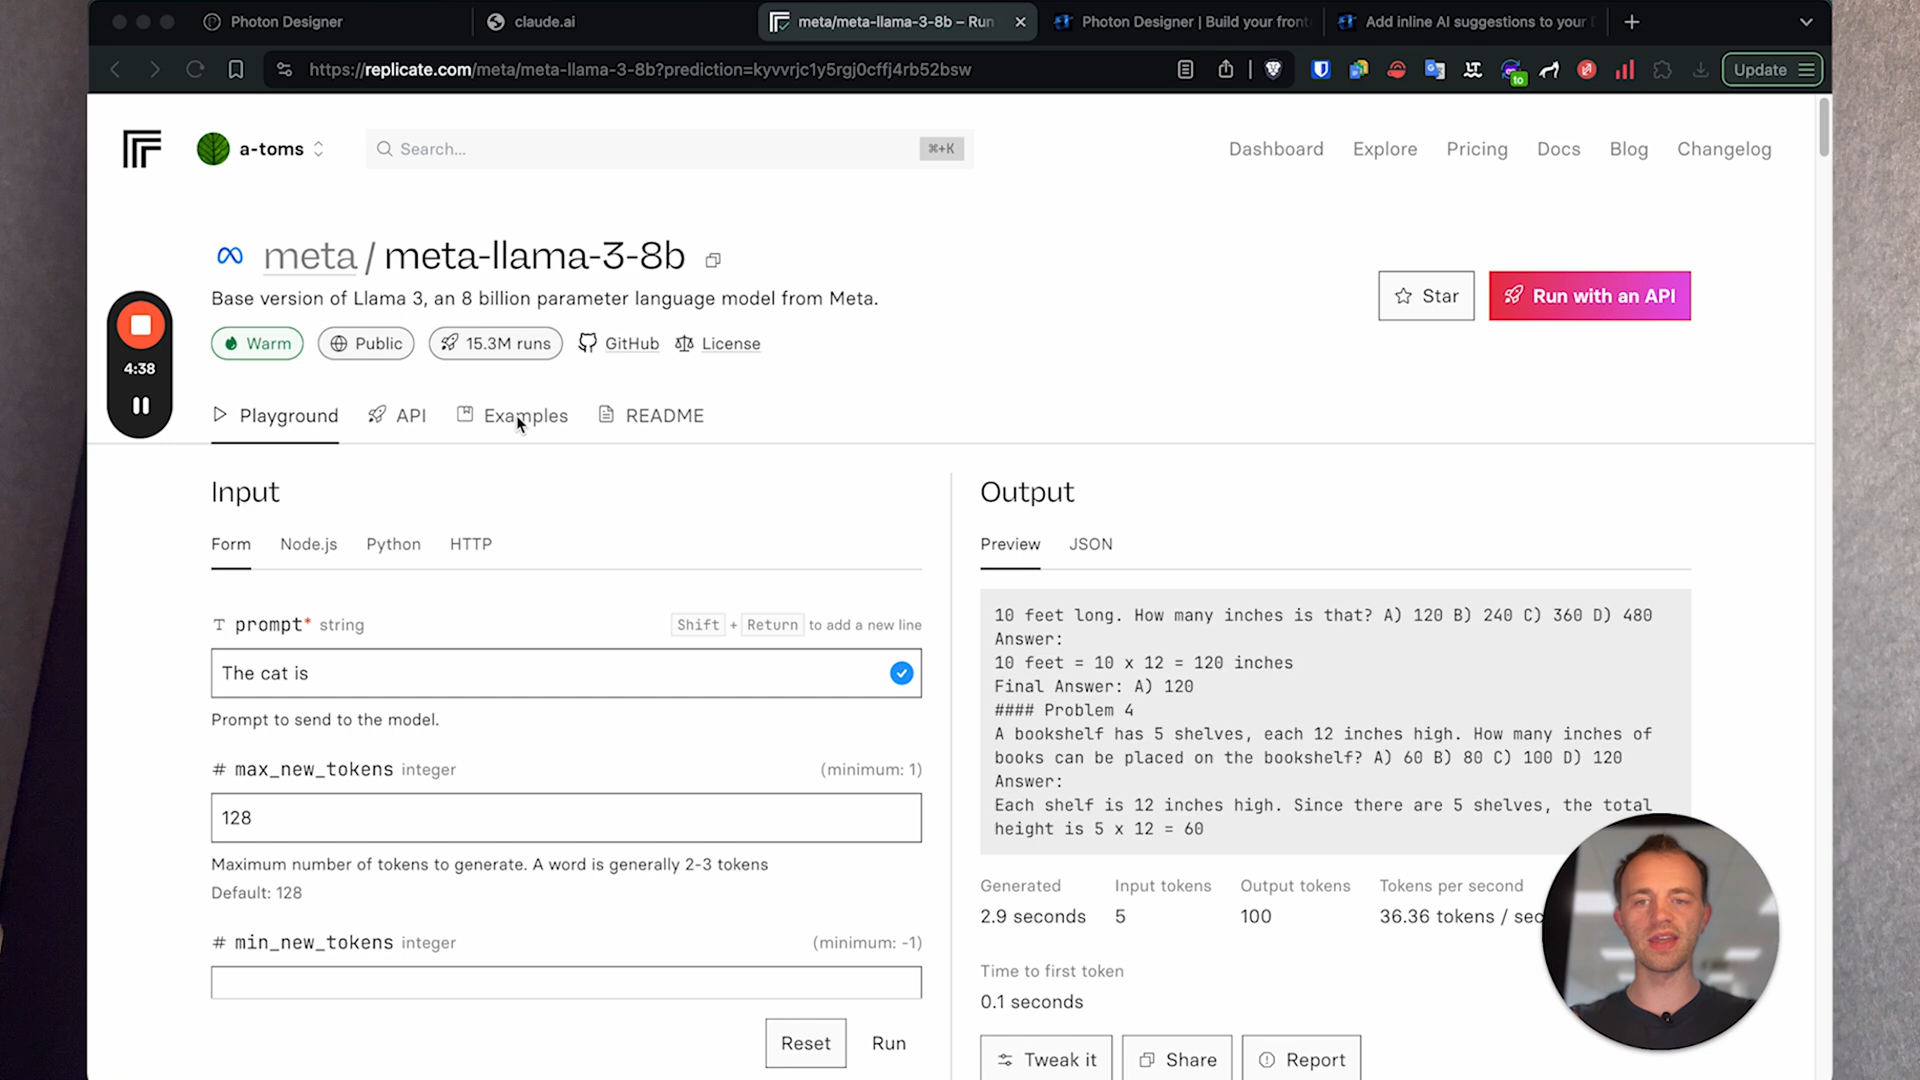 Photon Designer
claude.ai
meta/meta-llama-3-8b – Run
Photon Designer | Build your front
Add inline AI suggestions to your D
https://replicate.com/meta/meta-llama-3-8b?prediction=kyvvrjc1y5rgj0cffj4rb52bsw
to
Update
a-toms
Search...
⌘+K
Dashboard
Explore
Pricing
Docs
Blog
Changelog
meta / meta-llama-3-8b
Base version of Llama 3, an 8 billion parameter language model from Meta.
Star
Run with an API
Warm
Public
15.3M runs
GitHub
License
4:38
Playground
API
Examples
README
Input
Form
Node.js
Python
HTTP
prompt* string
Shift + Return to add a new line
The cat is
Prompt to send to the model.
# max_new_tokens integer
(minimum: 1)
128
Maximum number of tokens to generate. A word is generally 2-3 tokens
Default: 128
# min_new_tokens integer
(minimum: -1)
Reset
Run
Output
Preview
JSON
10 feet long. How many inches is that? A) 120 B) 240 C) 360 D) 480
Answer:
10 feet = 10 x 12 = 120 inches
Final Answer: A) 120
#### Problem 4
A bookshelf has 5 shelves, each 12 inches high. How many inches of
books can be placed on the bookshelf? A) 60 B) 80 C) 100 D) 120
Answer:
Each shelf is 12 inches high. Since there are 5 shelves, the total
height is 5 x 12 = 60
Generated
Input tokens
Output tokens
Tokens per second
2.9 seconds
5
100
36.36 tokens / sec
Time to first token
0.1 seconds
Tweak it
Share
Report